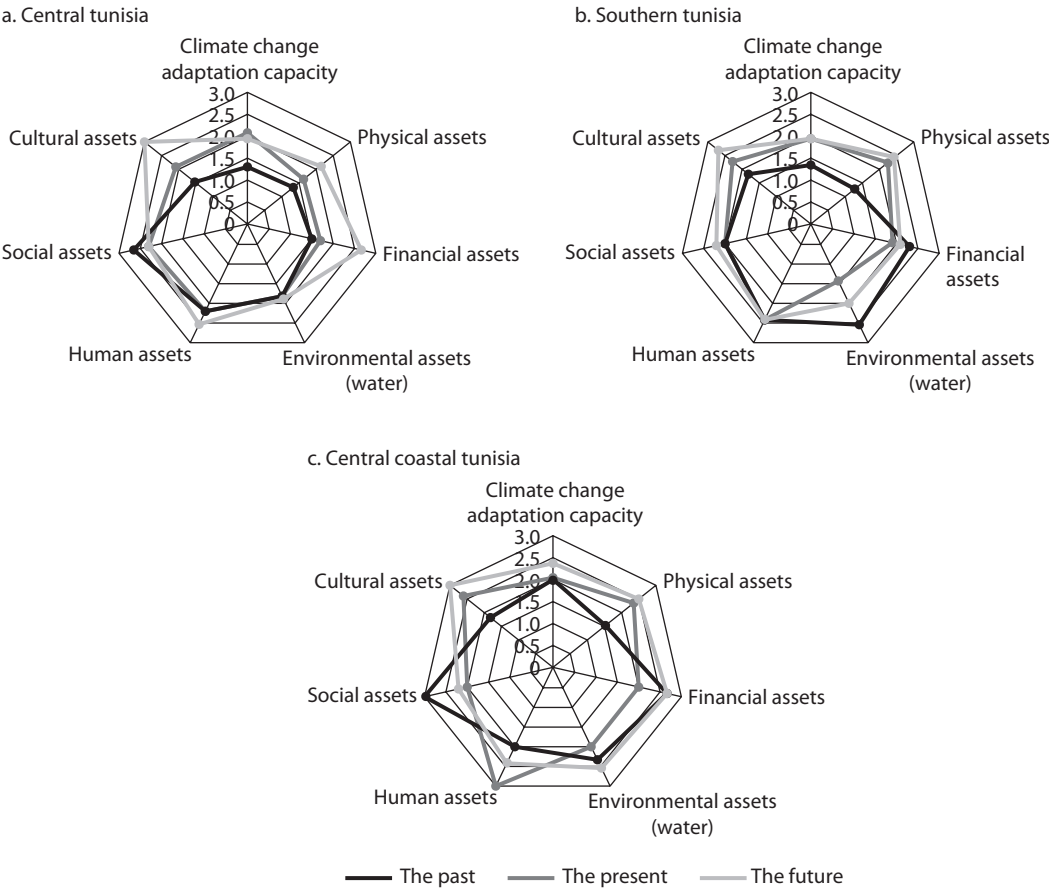 a. Central tunisia
Climate change
adaptation capacity
3.0
2.5
2.0
1.5
1.0
0.5
0
Physical assets
Financial assets
Environmental assets
(water)
Human assets
Social assets
Cultural assets
b. Southern tunisia
Climate change
adaptation capacity
3.0
2.5
2.0
1.5
1.0
0.5
0
Physical assets
Financial
assets
Environmental assets
(water)
Human assets
Social assets
Cultural assets
c. Central coastal tunisia
Climate change
adaptation capacity
3.0
2.5
2.0
1.5
1.0
0.5
0
Physical assets
Financial assets
Environmental assets
(water)
Human assets
Social assets
Cultural assets
The past
The present
The future